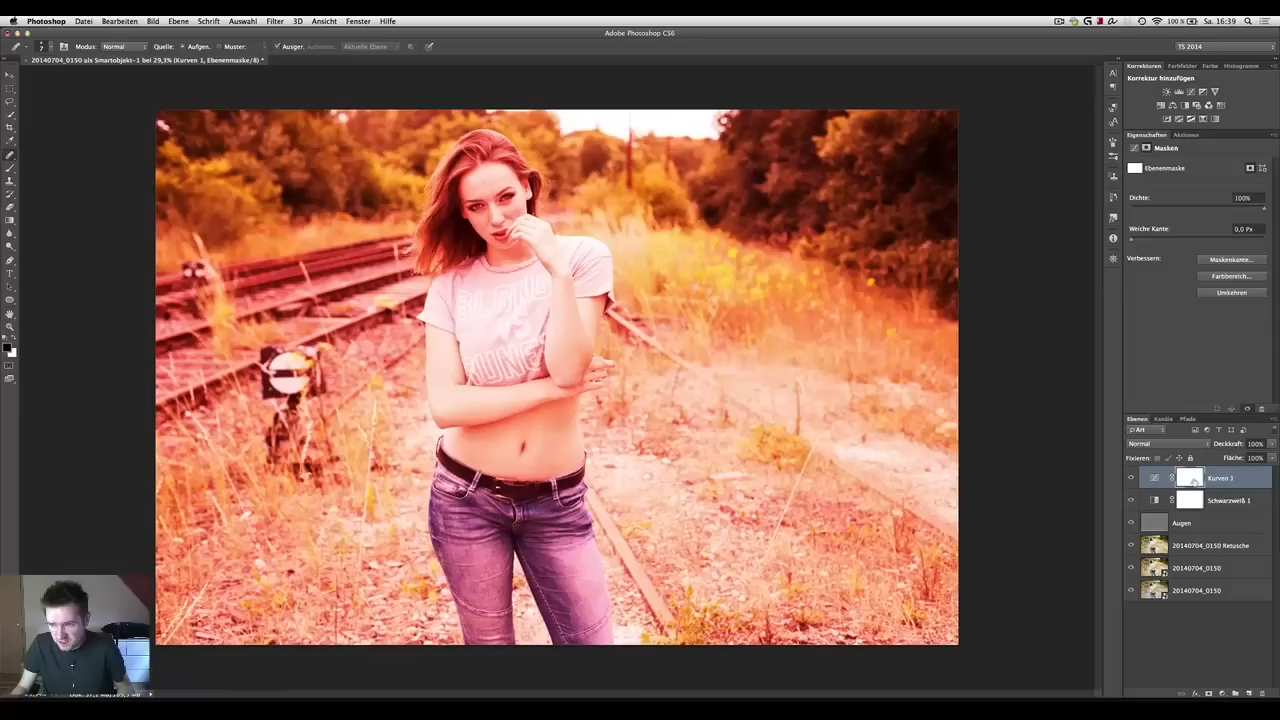 Photoshop Datei Bearbeiten Bild Ebene Schrift Auswahl Filter 3D Ansicht Fenster Hilfe 100 % Sa. 16:39
Adobe Photoshop CS6
Modus: Normal Quelle: Aufgen. Muster: Ausger. Aktuelle Ebene TS 2014
20140704_0150 als Smartobjekt-1 bei 29,3% (Kurven 1, Ebenenmaske/8) *
Korrekturen Farbfelder Farbe Histogramm
Korrektur hinzufügen
Eigenschaften Aktionen
Masken
Ebenenmaske
Dichte: 100%
Weiche Kante: 0,0 Px
Verbessern: Maskenkante...
Farbbereich...
Umkehren
BLOND
VS
Ebenen Kanäle Pfade
Art
Normal Deckkraft: 100%
Fixieren: Fläche: 100%
Kurven 1
Schwarzweiß 1
Augen
20140704_0150 Retusche
20140704_0150
20140704_0150